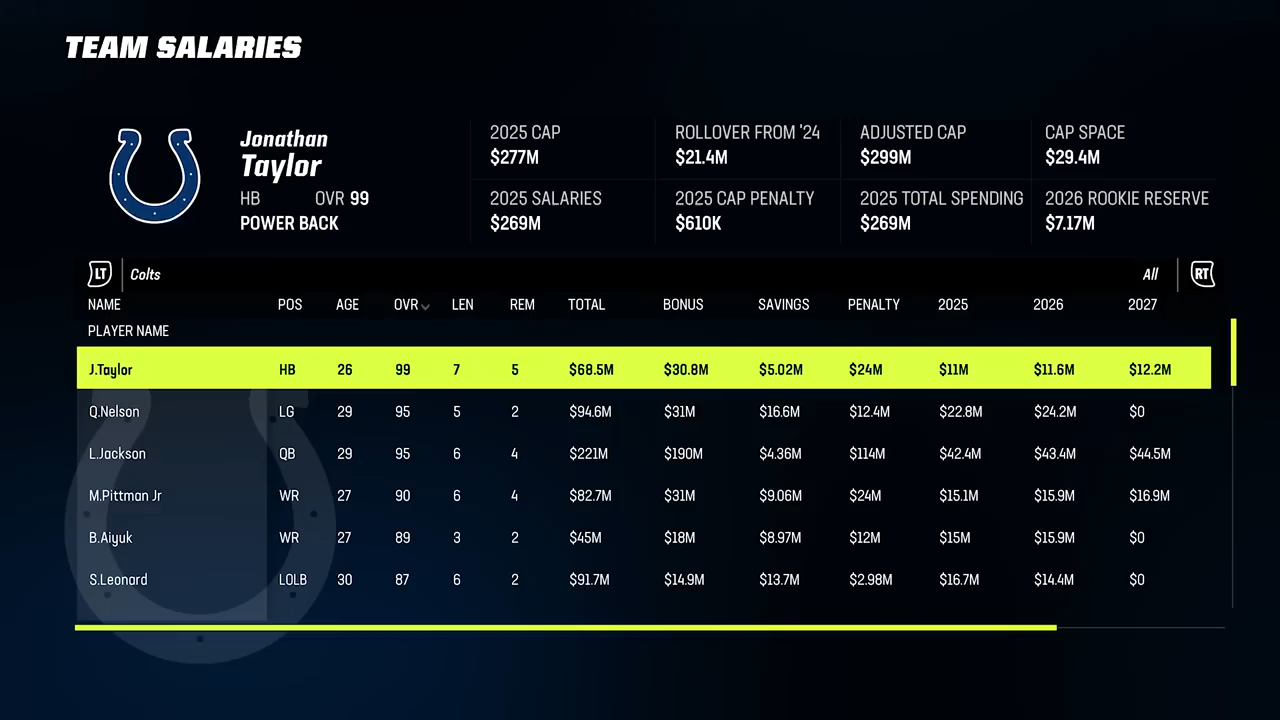 TEAM SALARIES
Jonathan
Taylor
HB OVR 99
POWER BACK
2025 CAP ROLLOVER FROM '24 ADJUSTED CAP CAP SPACE
$277M $21.4M $299M $29.4M
2025 SALARIES 2025 CAP PENALTY 2025 TOTAL SPENDING 2026 ROOKIE RESERVE
$269M $610K $269M $7.17M
LT Colts All RT
NAME POS AGE OVR LEN REM TOTAL BONUS SAVINGS PENALTY 2025 2026 2027
PLAYER NAME
J.Taylor HB 26 99 7 5 $68.5M $30.8M $5.02M $24M $11M $11.6M $12.2M
Q.Nelson LG 29 95 5 2 $94.6M $31M $16.6M $12.4M $22.8M $24.2M $0
L.Jackson QB 29 95 6 4 $221M $190M $4.36M $114M $42.4M $43.4M $44.5M
M.Pittman Jr WR 27 90 6 4 $82.7M $31M $9.06M $24M $15.1M $15.9M $16.9M
B.Aiyuk WR 27 89 3 2 $45M $18M $8.97M $12M $15M $15.9M $0
S.Leonard LOLB 30 87 6 2 $91.7M $14.9M $13.7M $2.98M $16.7M $14.4M $0